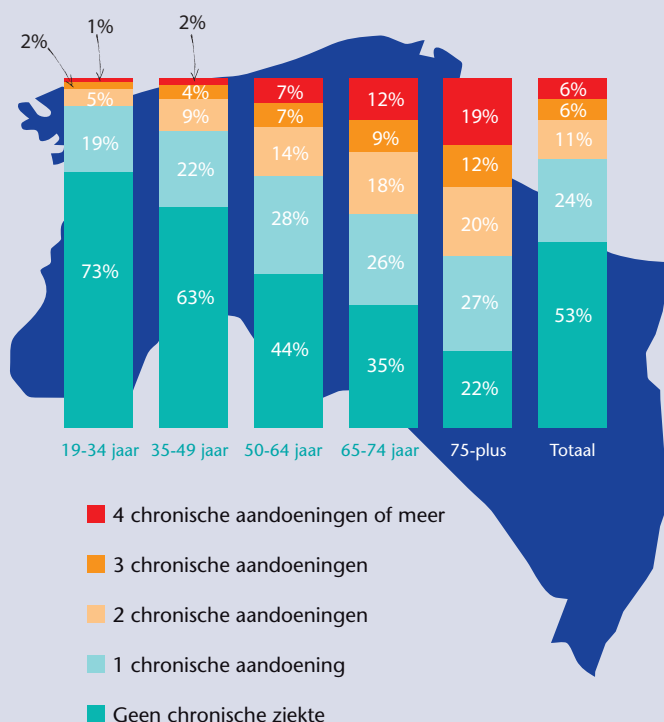 1%
2%
2%
5%
19%
73%
4%
9%
22%
63%
7%
7%
14%
28%
44%
12%
9%
18%
26%
35%
19%
12%
20%
27%
22%
6%
6%
11%
24%
53%
19-34 jaar
35-49 jaar
50-64 jaar
65-74 jaar
75-plus
Totaal
4 chronische aandoeningen of meer
3 chronische aandoeningen
2 chronische aandoeningen
1 chronische aandoening
Geen chronische ziekte